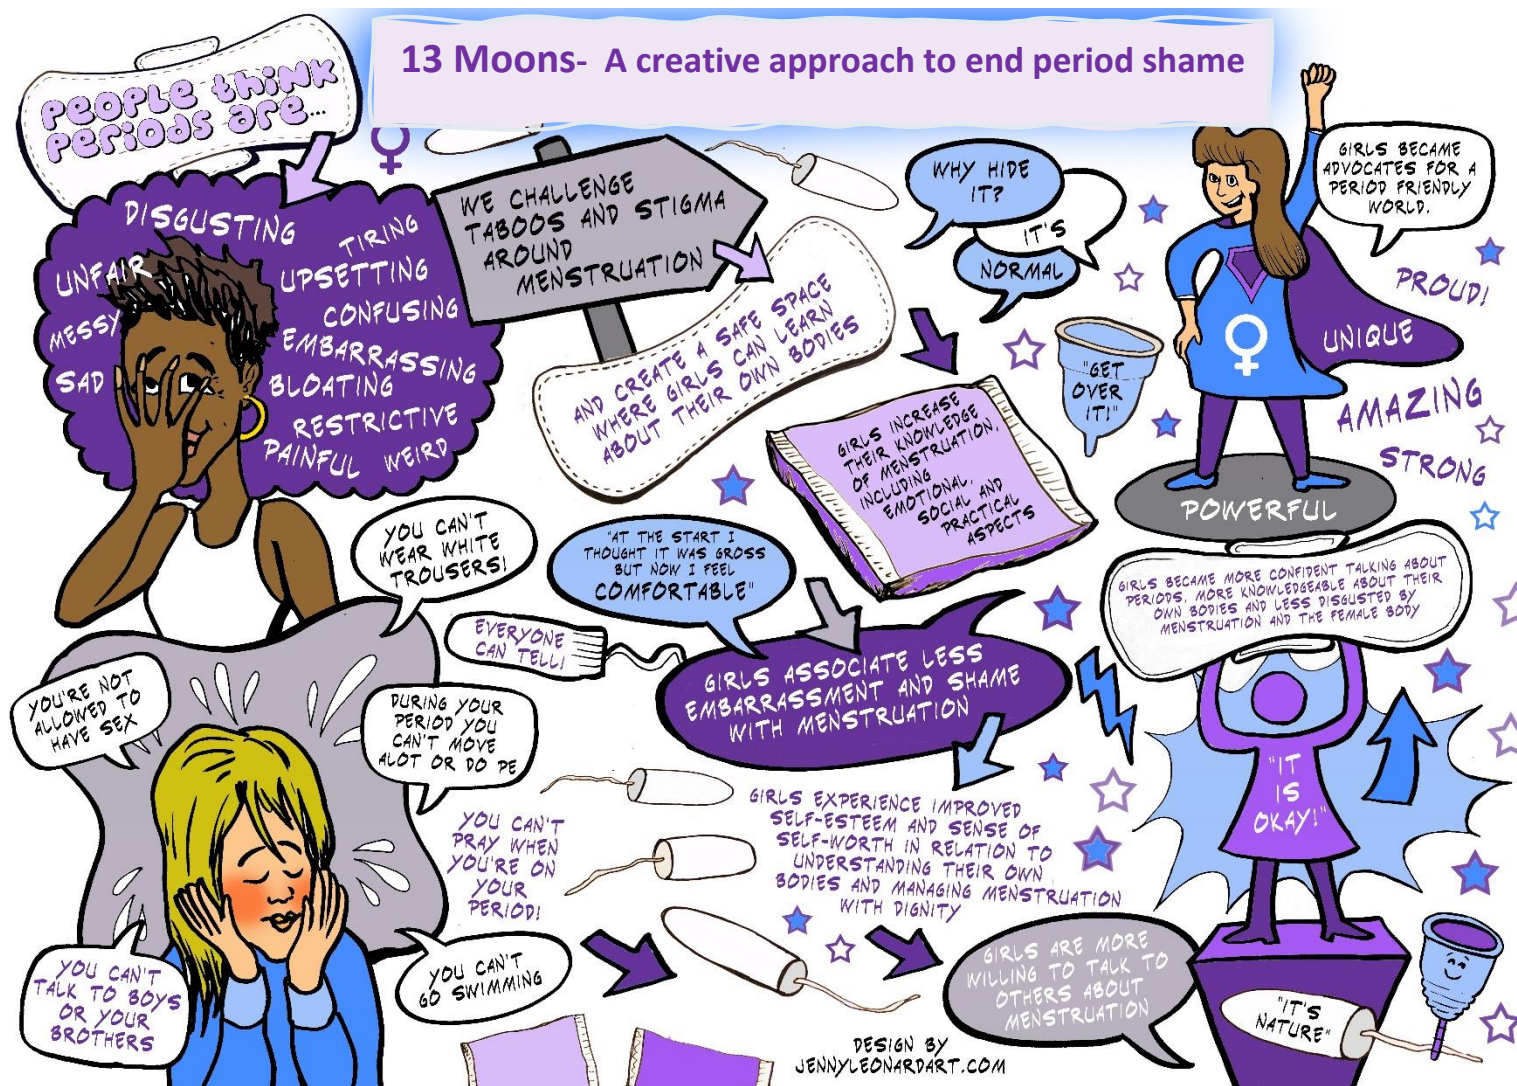 13 Moons- A creative approach to end period shame
PEOPLE THINK
PERIODS ARE...
DISGUSTING
TIRING
UNFAIR
UPSETTING
CONFUSING
MESSY
EMBARRASSING
SAD
BLOATING
RESTRICTIVE
PAINFUL
WEIRD
WE CHALLENGE
TABOOS AND STIGMA
AROUND
MENSTRUATION
AND CREATE A SAFE SPACE
WHERE GIRLS CAN LEARN
ABOUT THEIR OWN BODIES
WHY HIDE
IT?
IT'S
NORMAL
"GET
OVER
IT!"
GIRLS BECAME
ADVOCATES FOR A
PERIOD FRIENDLY
WORLD.
PROUD!
UNIQUE
AMAZING
STRONG
POWERFUL
GIRLS INCREASE
THEIR KNOWLEDGE
OF MENSTRUATION,
INCLUDING
EMOTIONAL,
SOCIAL AND
PRACTICAL
ASPECTS
YOU CAN'T
WEAR WHITE
TROUSERS!
"AT THE START I
THOUGHT IT WAS GROSS
BUT NOW I FEEL
COMFORTABLE"
EVERYONE
CAN TELL!
GIRLS ASSOCIATE LESS
EMBARRASSMENT AND SHAME
WITH MENSTRUATION
GIRLS BECAME MORE CONFIDENT TALKING ABOUT
PERIODS, MORE KNOWLEDGEABLE ABOUT THEIR
OWN BODIES AND LESS DISGUSTED BY
MENSTRUATION AND THE FEMALE BODY
YOU'RE NOT
ALLOWED TO
HAVE SEX
DURING YOUR
PERIOD YOU
CAN'T MOVE
ALOT OR DO PE
YOU CAN'T
PRAY WHEN
YOU'RE ON
YOUR
PERIOD!
GIRLS EXPERIENCE IMPROVED
SELF-ESTEEM AND SENSE OF
SELF-WORTH IN RELATION TO
UNDERSTANDING THEIR OWN
BODIES AND MANAGING MENSTRUATION
WITH DIGNITY
"IT
IS
OKAY!"
YOU CAN'T
TALK TO BOYS
OR YOUR
BROTHERS
YOU CAN'T
GO SWIMMING
GIRLS ARE MORE
WILLING TO TALK TO
OTHERS ABOUT
MENSTRUATION
"IT'S
NATURE"
DESIGN BY
JENNYLEONARDART.COM